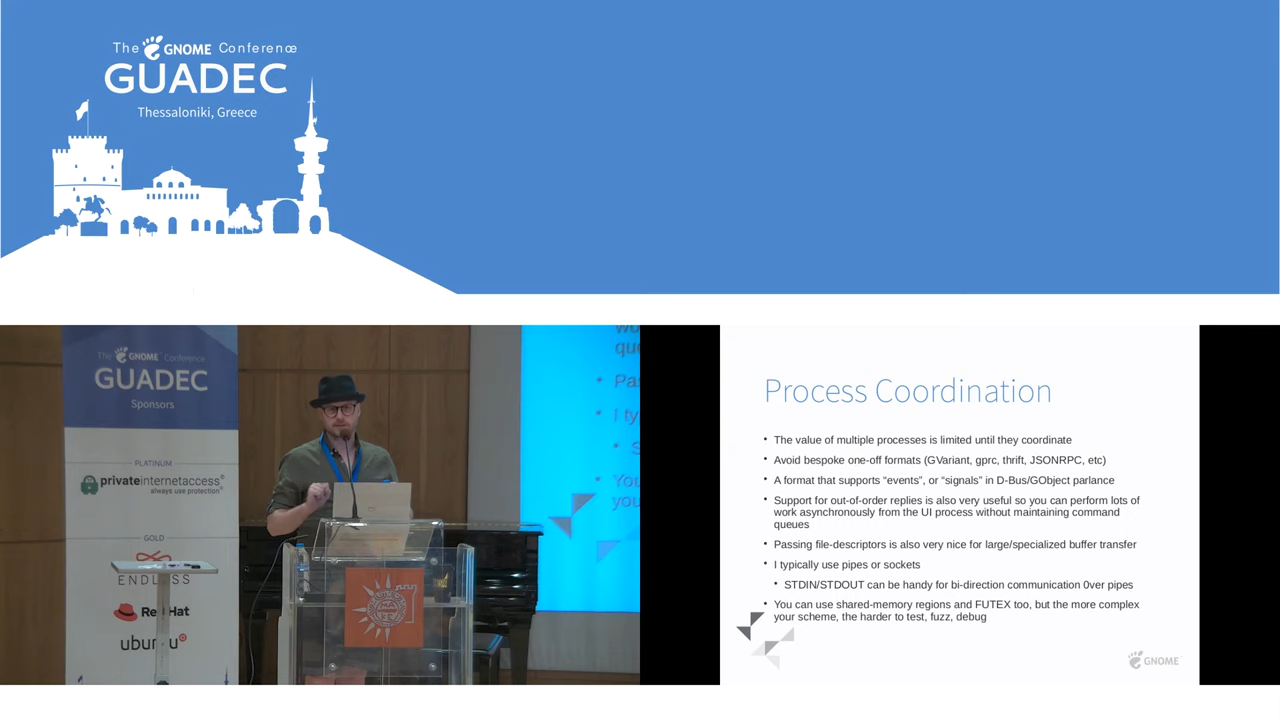 The GNOME Conference
GUADEC
Thessaloniki, Greece
The GNOME Conference
GUADEC
Sponsors
PLATINUM
privateinternetaccess
always use protection
GOLD
ENDLESS
ubuntu
Process Coordination
• The value of multiple processes is limited until they coordinate
• Avoid bespoke one-off formats (GVariant, gprc, thrift, JSONRPC, etc)
• A format that supports “events”, or “signals” in D-Bus/GObject parlance
• Support for out-of-order replies is also very useful so you can perform lots of
work asynchronously from the UI process without maintaining command
queues
• Passing file-descriptors is also very nice for large/specialized buffer transfer
• I typically use pipes or sockets
• STDIN/STDOUT can be handy for bi-direction communication 0ver pipes
• You can use shared-memory regions and FUTEX too, but the more complex
your scheme, the harder to test, fuzz, debug
GNOME